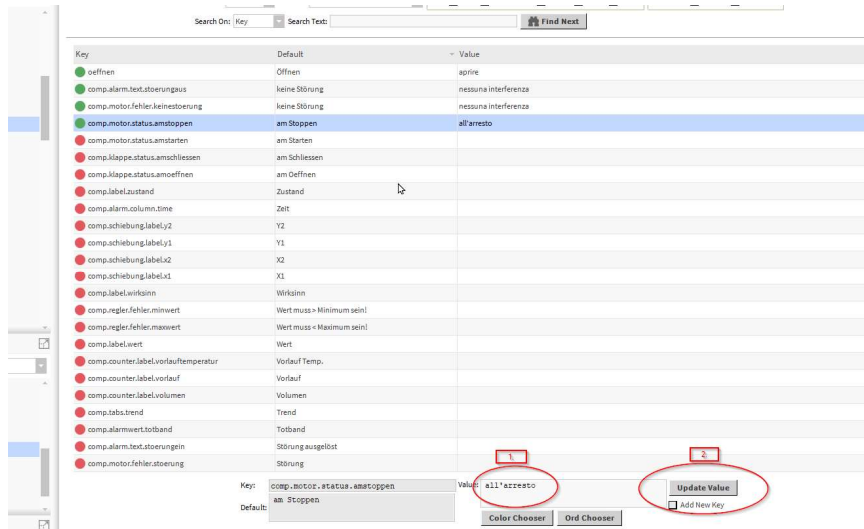 Search On: Key Search Text: Find Next
Key Default Value
oeffnen Öffnen aprire
comp.alarm.text.stoerungaus keine Störung nessuna interferenza
comp.motor.fehler.keinestoerung keine Störung nessuna interferenza
comp.motor.status.amstoppen am Stoppen all'arresto
comp.motor.status.amstarten am Starten
comp.klappe.status.amschliessen am Schliessen
comp.klappe.status.amoeffnen am Oeffnen
comp.label.zustand Zustand
comp.alarm.column.time Zeit
comp.schiebung.label.y2 Y2
comp.schiebung.label.y1 Y1
comp.schiebung.label.x2 X2
comp.schiebung.label.x1 X1
comp.label.wirksinn Wirksinn
comp.regler.fehler.minwert Wert muss > Minimum sein!
comp.regler.fehler.maxwert Wert muss < Maximum sein!
comp.label.wert Wert
comp.counter.label.vorlauftemperatur Vorlauf Temp.
comp.counter.label.vorlauf Vorlauf
comp.counter.label.volumen Volumen
comp.tabs.trend Trend
comp.alarmwert.totband Totband
comp.alarm.text.stoerungein Störung ausgelöst
comp.motor.fehler.stoerung Störung
1. 2.
Key: comp.motor.status.amstoppen Value: all'arresto Update Value
Default: am Stoppen Add New Key
Color Chooser Ord Chooser